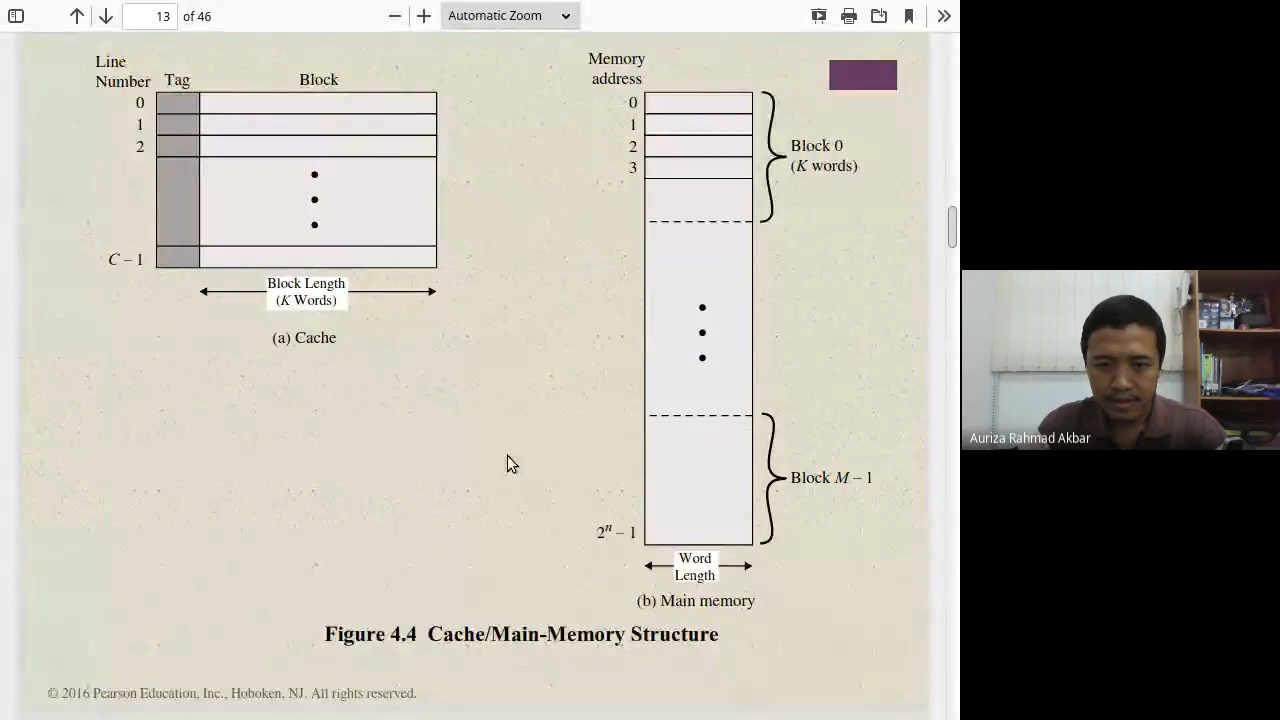 13 of 46
Automatic Zoom
Line
Number Tag Block
0
1
2
C – 1
Block Length
(K Words)
(a) Cache
Memory
address
0
1
2
3
Block 0
(K words)
Block M – 1
2ⁿ – 1
Word
Length
(b) Main memory
Figure 4.4 Cache/Main-Memory Structure
© 2016 Pearson Education, Inc., Hoboken, NJ. All rights reserved.
Auriza Rahmad Akbar